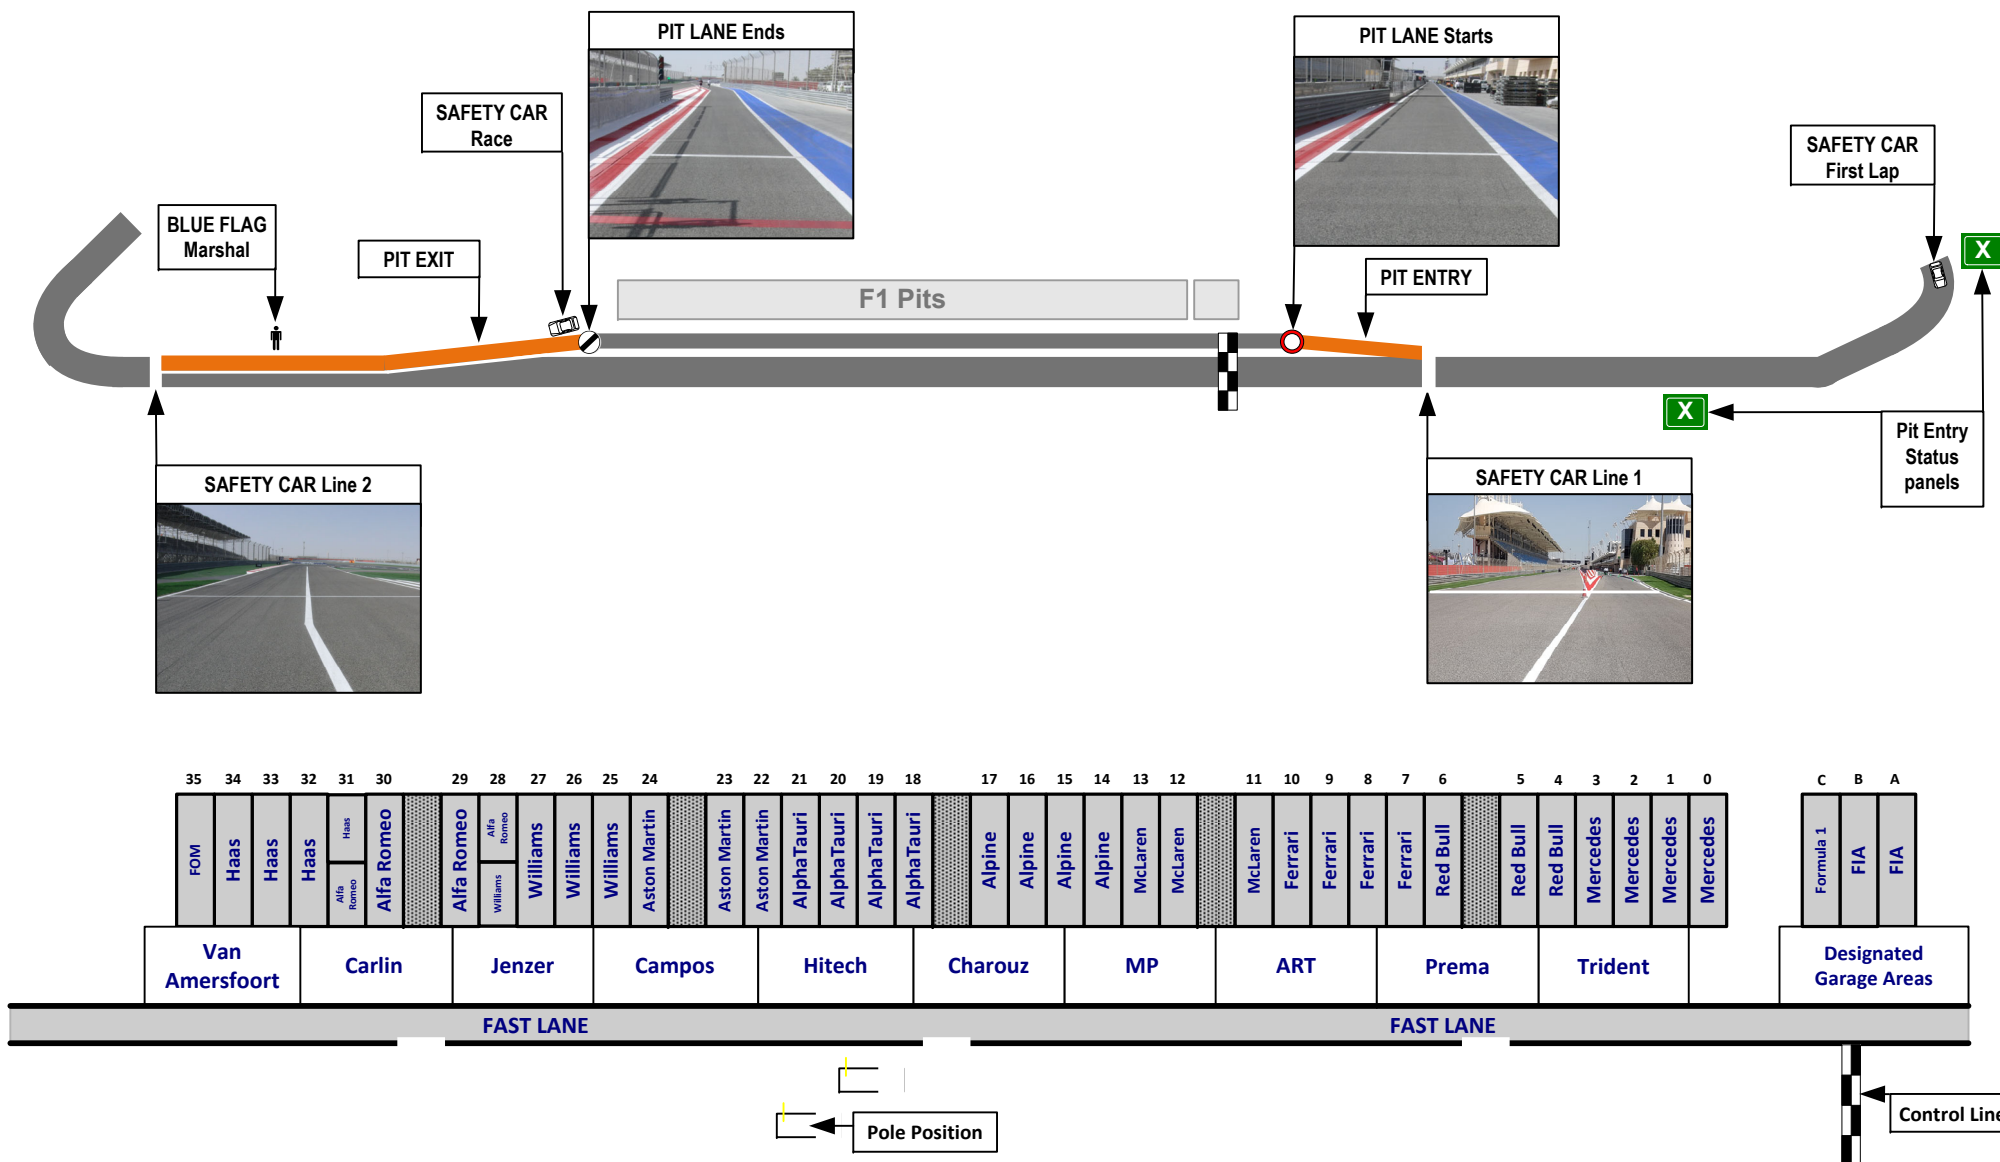 PIT LANE Ends
PIT LANE Starts
SAFETY CAR
Race
SAFETY CAR
First Lap
BLUE FLAG
Marshal
PIT EXIT
F1 Pits
PIT ENTRY
X
X
Pit Entry
Status
panels
SAFETY CAR Line 2
SAFETY CAR Line 1
35 34 33 32 31 30 29 28 27 26 25 24 23 22 21 20 19 18 17 16 15 14 13 12 11 10 9 8 7 6 5 4 3 2 1 0 C B A
FOM
Haas
Haas
Haas
Haas
Alfa
Romeo
Alfa Romeo
Alfa Romeo
Alfa
Romeo
Williams
Williams
Williams
Williams
Aston Martin
Aston Martin
Aston Martin
AlphaTauri
AlphaTauri
AlphaTauri
AlphaTauri
Alpine
Alpine
Alpine
Alpine
McLaren
McLaren
McLaren
Ferrari
Ferrari
Ferrari
Ferrari
Red Bull
Red Bull
Red Bull
Mercedes
Mercedes
Mercedes
Mercedes
Formula 1
FIA
FIA
Van
Amersfoort
Carlin
Jenzer
Campos
Hitech
Charouz
MP
ART
Prema
Trident
Designated
Garage Areas
FAST LANE
FAST LANE
Pole Position
Control Line